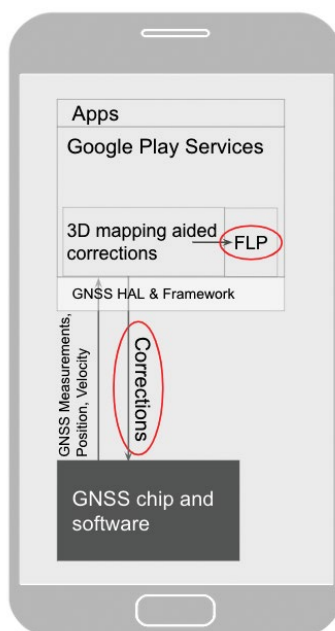 Apps
Google Play Services
3D mapping aided
corrections
FLP
GNSS HAL & Framework
GNSS Measurements,
Position, Velocity
Corrections
GNSS chip and
software